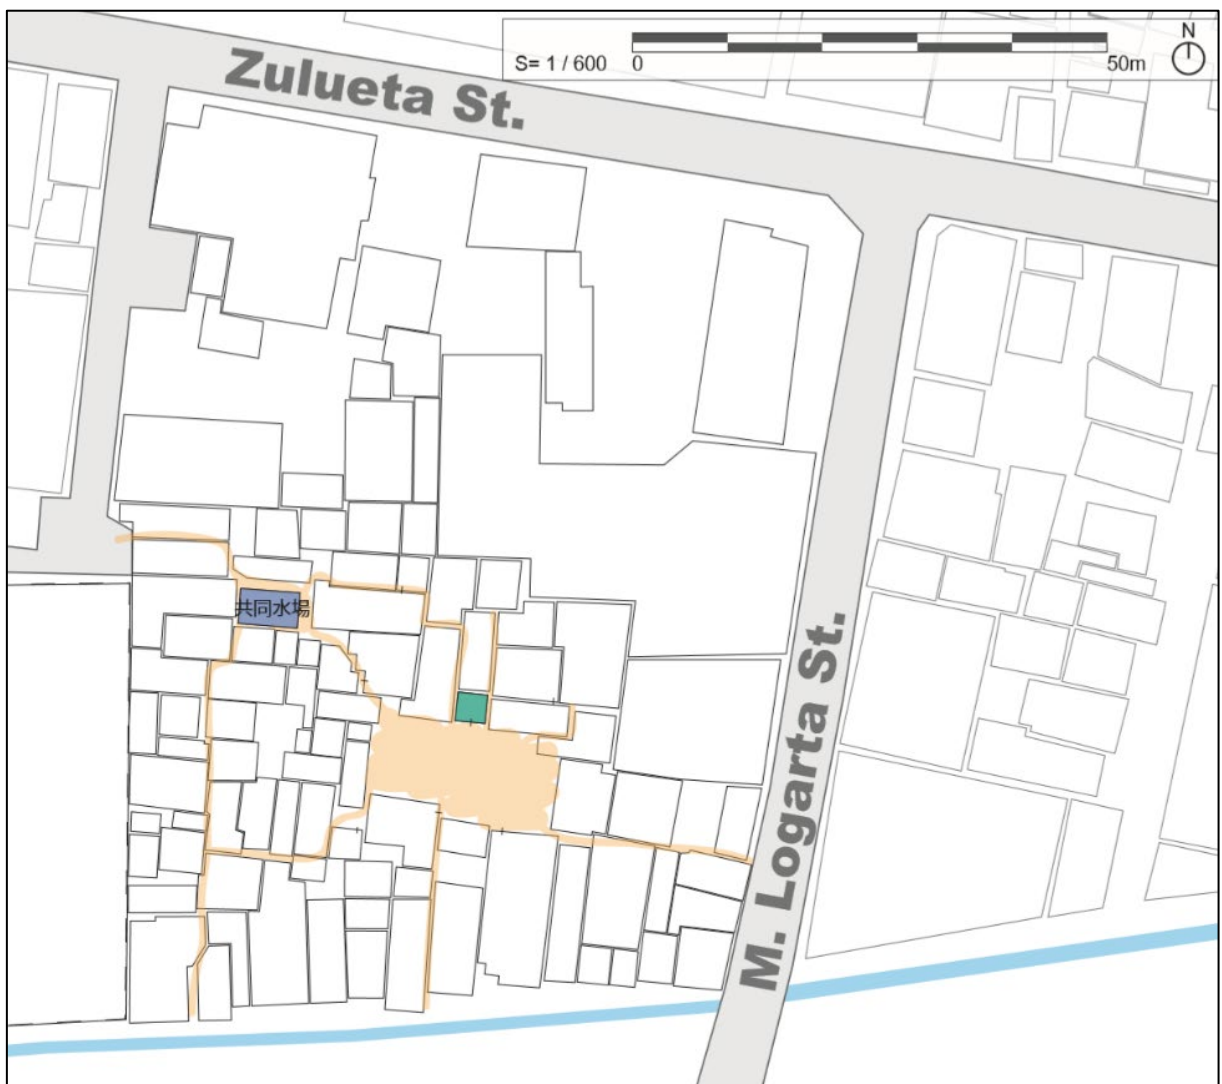 N
S= 1 / 600 0 50m
Zulueta St.
共同水場
M. Logarta St.